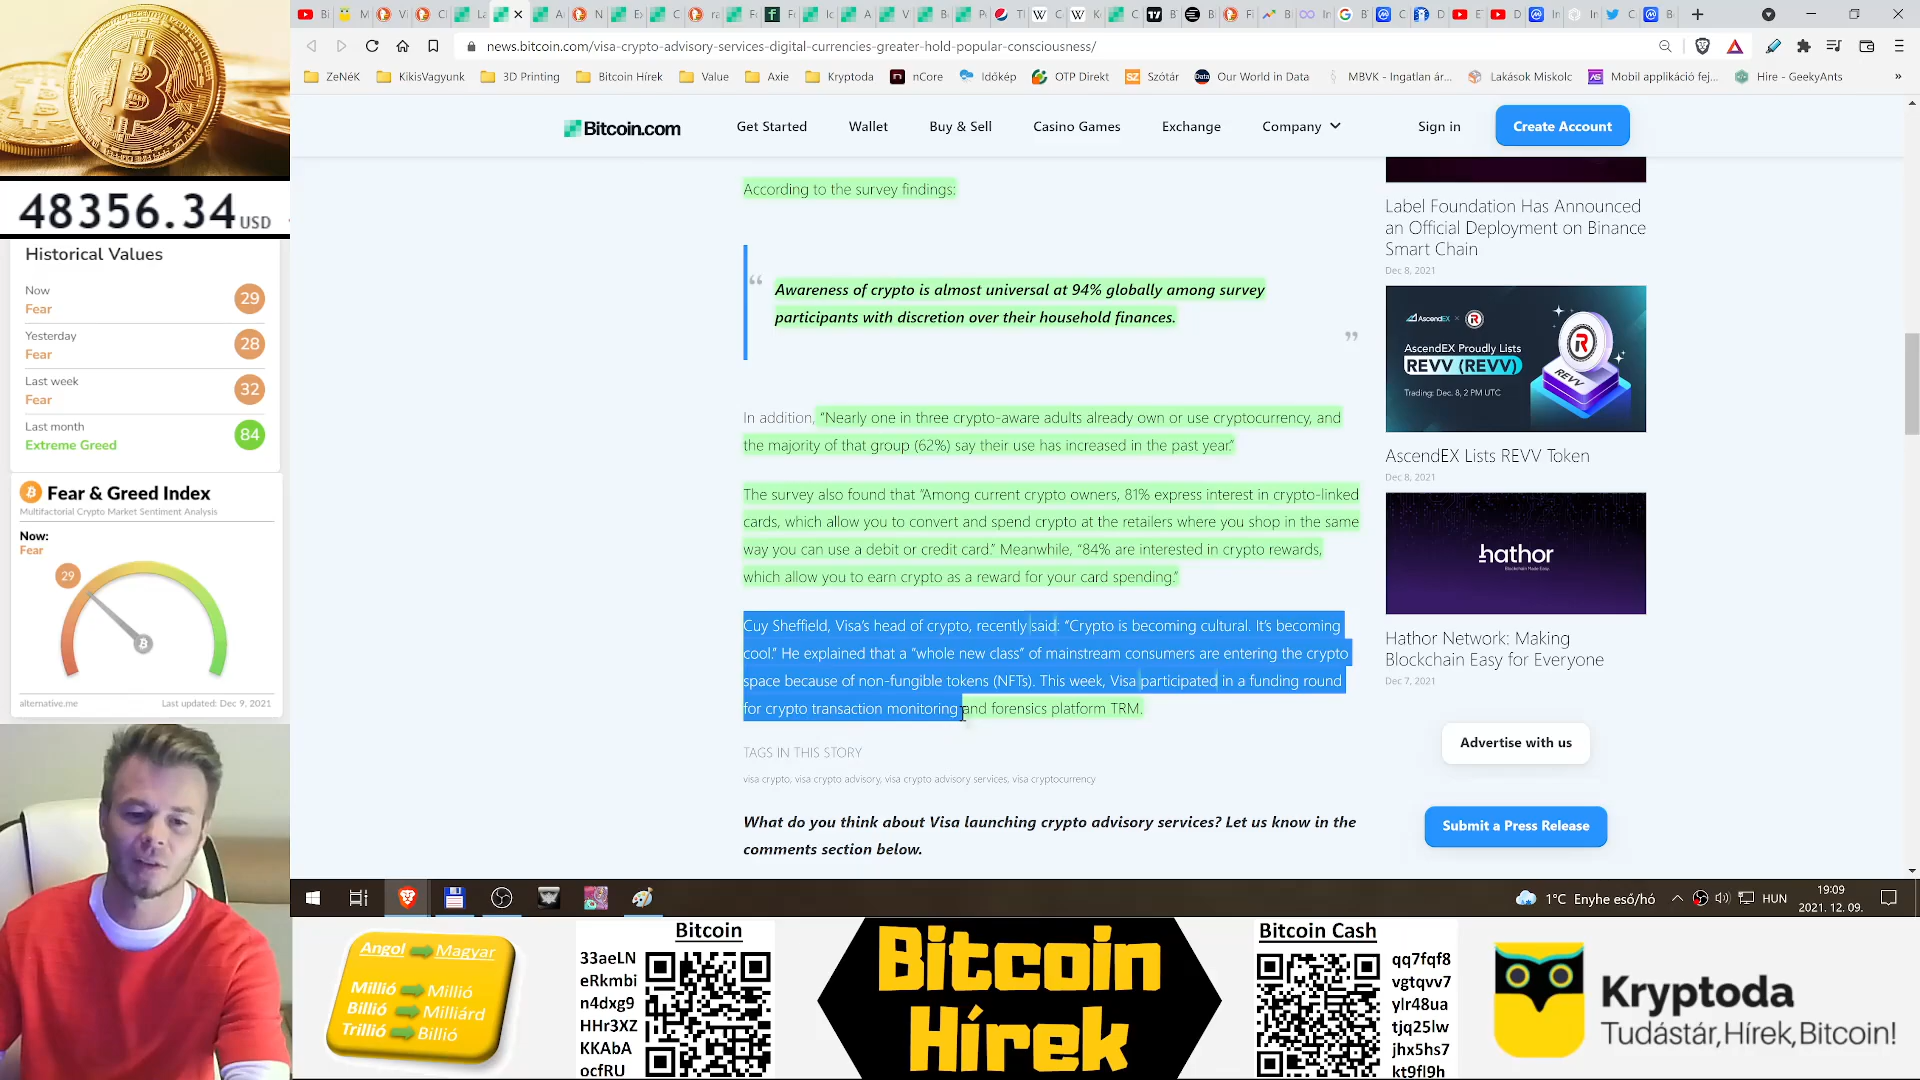 48356.34 USD
Historical Values
Now
Fear
29
Yesterday
Fear
28
Last week
Fear
32
Last month
Extreme Greed
84
Fear & Greed Index
Multifactorial Crypto Market Sentiment Analysis
Now:
Fear
29
alternative.me
Last updated: Dec 9, 2021
news.bitcoin.com/visa-crypto-advisory-services-digital-currencies-greater-hold-popular-consciousness/
ZeNéK
KikisVagyunk
3D Printing
Bitcoin Hírek
Value
Axie
Kryptoda
nCore
Időkép
OTP Direkt
Szótár
Our World in Data
MBVK - Ingatlan ár...
Lakások Miskolc
Mobil applikáció fej...
Hire - GeekyAnts
Bitcoin.com
Get Started
Wallet
Buy & Sell
Casino Games
Exchange
Company
Sign in
Create Account
According to the survey findings:
“ Awareness of crypto is almost universal at 94% globally among survey
participants with discretion over their household finances. ”
In addition, “Nearly one in three crypto-aware adults already own or use cryptocurrency, and
the majority of that group (62%) say their use has increased in the past year.”
The survey also found that “Among current crypto owners, 81% express interest in crypto-linked
cards, which allow you to convert and spend crypto at the retailers where you shop in the same
way you can use a debit or credit card.” Meanwhile, “84% are interested in crypto rewards,
which allow you to earn crypto as a reward for your card spending.”
Cuy Sheffield, Visa’s head of crypto, recently said: “Crypto is becoming cultural. It’s becoming
cool.” He explained that a “whole new class” of mainstream consumers are entering the crypto
space because of non-fungible tokens (NFTs). This week, Visa participated in a funding round
for crypto transaction monitoring and forensics platform TRM.
TAGS IN THIS STORY
visa crypto, visa crypto advisory, visa crypto advisory services, visa cryptocurrency
What do you think about Visa launching crypto advisory services? Let us know in the
comments section below.
Label Foundation Has Announced
an Official Deployment on Binance
Smart Chain
Dec 8, 2021
AscendEX × R
AscendEX Proudly Lists
REVV (REVV)
Trading: Dec. 8, 2 PM UTC
REVV
AscendEX Lists REVV Token
Dec 8, 2021
hathor
Blockchain Made Easy.
Hathor Network: Making
Blockchain Easy for Everyone
Dec 7, 2021
Advertise with us
Submit a Press Release
1°C Enyhe eső/hó
HUN
19:09
2021. 12. 09.
Angol Magyar
Millió Millió
Billió Milliárd
Trillió Billió
Bitcoin
33aeLN
eRkmbi
n4dxg9
HHr3XZ
KKAbA
ocfRU
Bitcoin
Hírek
Bitcoin Cash
qq7fqf8
vgtqvv7
ylr48ua
tjq25lw
jhx5hs7
kt9fl9h
Kryptoda
Tudástár,Hírek,Bitcoin!